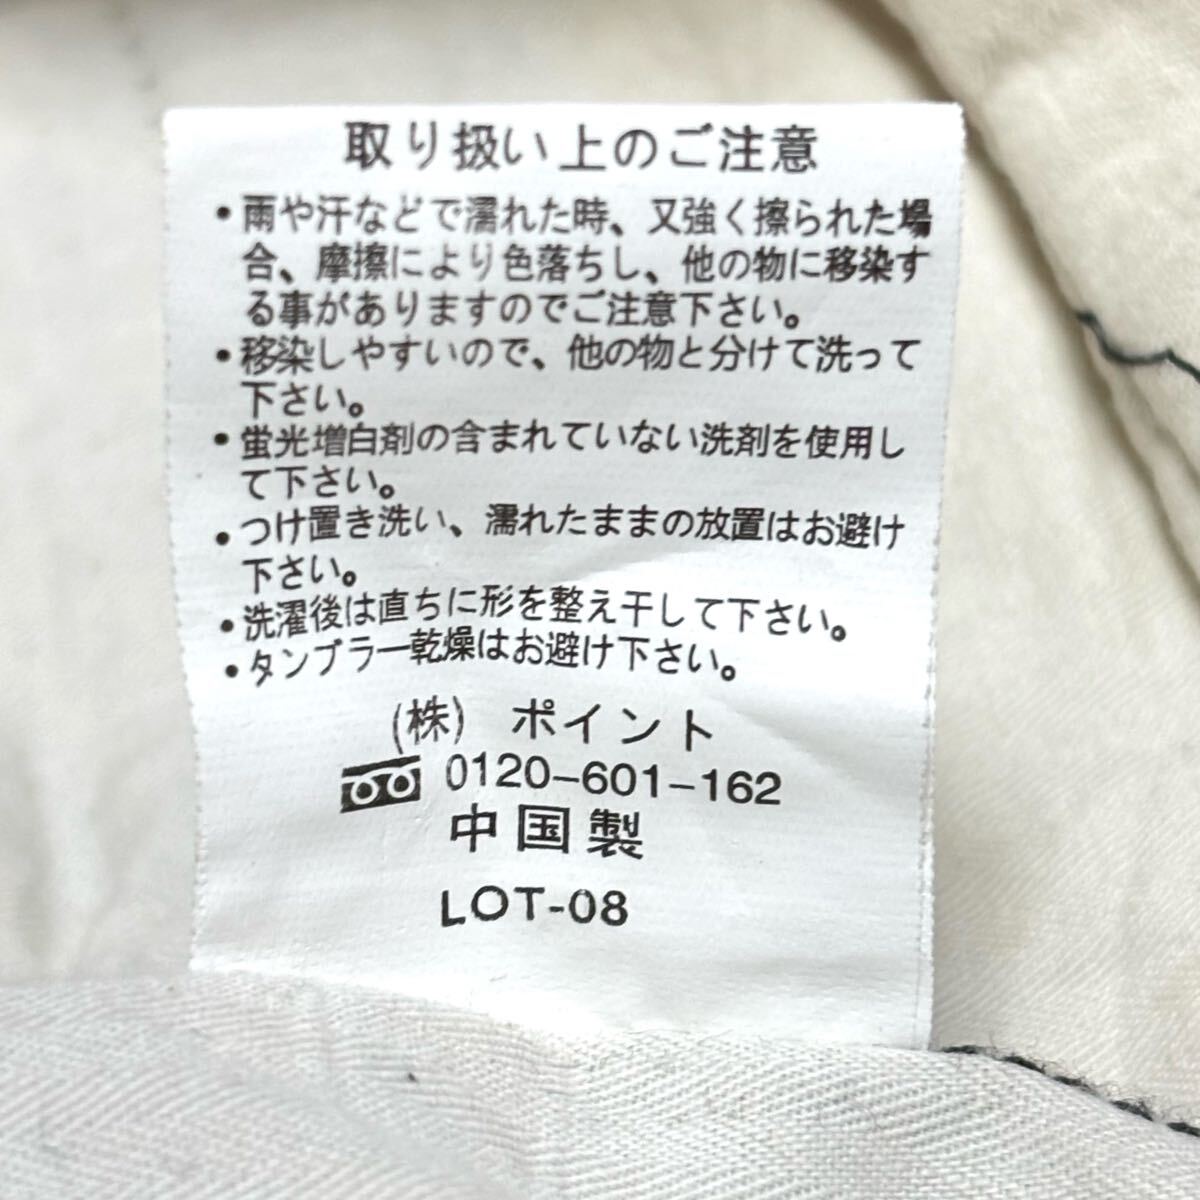 取り扱い上のご注意
・雨や汗などで濡れた時、又強く擦られた場
合、摩擦により色落ちし、他の物に移染す
る事がありますのでご注意下さい。
・移染しやすいので、他の物と分けて洗って
下さい。
・蛍光増白剤の含まれていない洗剤を使用し
て下さい。
・つけ置き洗い、濡れたままの放置はお避け
下さい。
・洗濯後は直ちに形を整え干して下さい。
・タンブラー乾燥はお避け下さい。
(株) ポイント
0120-601-162
中国製
LOT-08